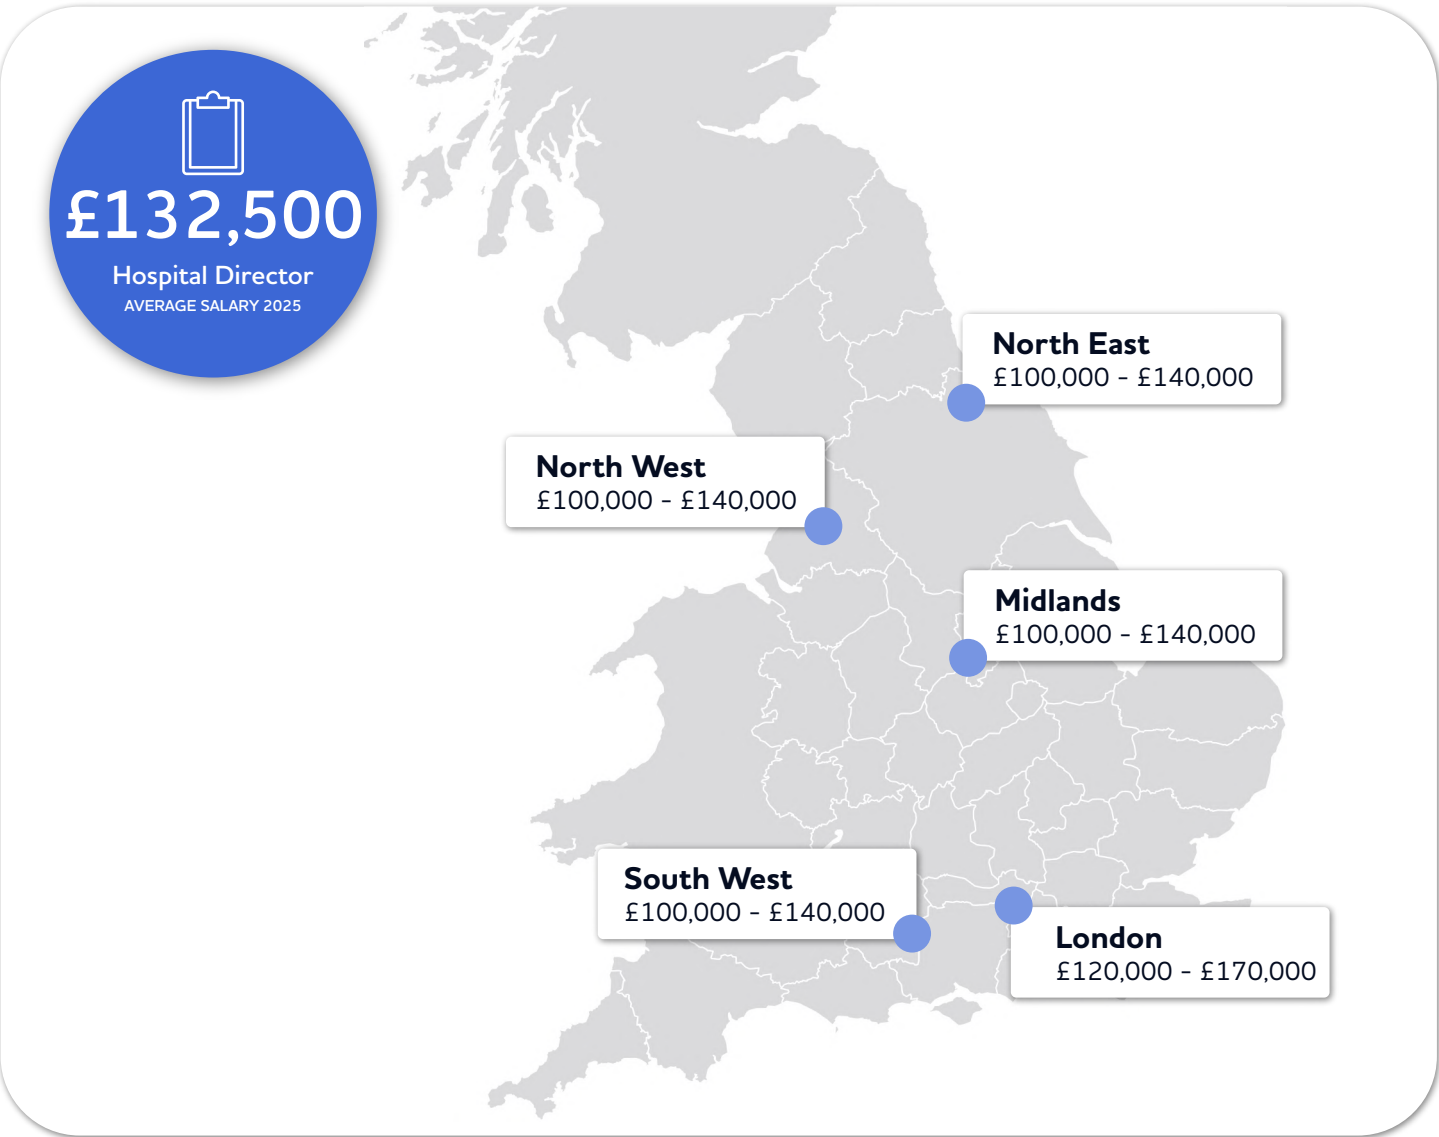 £132,500
Hospital Director
AVERAGE SALARY 2025
North East
£100,000 - £140,000
North West
£100,000 - £140,000
Midlands
£100,000 - £140,000
South West
£100,000 - £140,000
London
£120,000 - £170,000